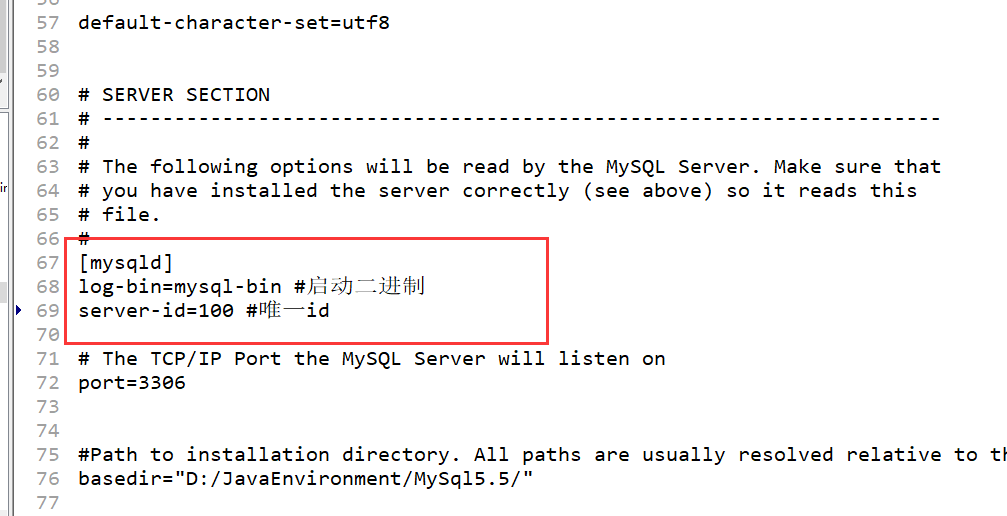 57 default-character-set=utf8
58
59
60 # SERVER SECTION
61 # ----------------------------------------------------------------------
62 #
63 # The following options will be read by the MySQL Server. Make sure that
64 # you have installed the server correctly (see above) so it reads this
65 # file.
66 #
67 [mysqld]
68 log-bin=mysql-bin #启动二进制
69 server-id=100 #唯一id
70
71 # The TCP/IP Port the MySQL Server will listen on
72 port=3306
73
74
75 #Path to installation directory. All paths are usually resolved relative to
76 basedir="D:/JavaEnvironment/MySql5.5/"
77